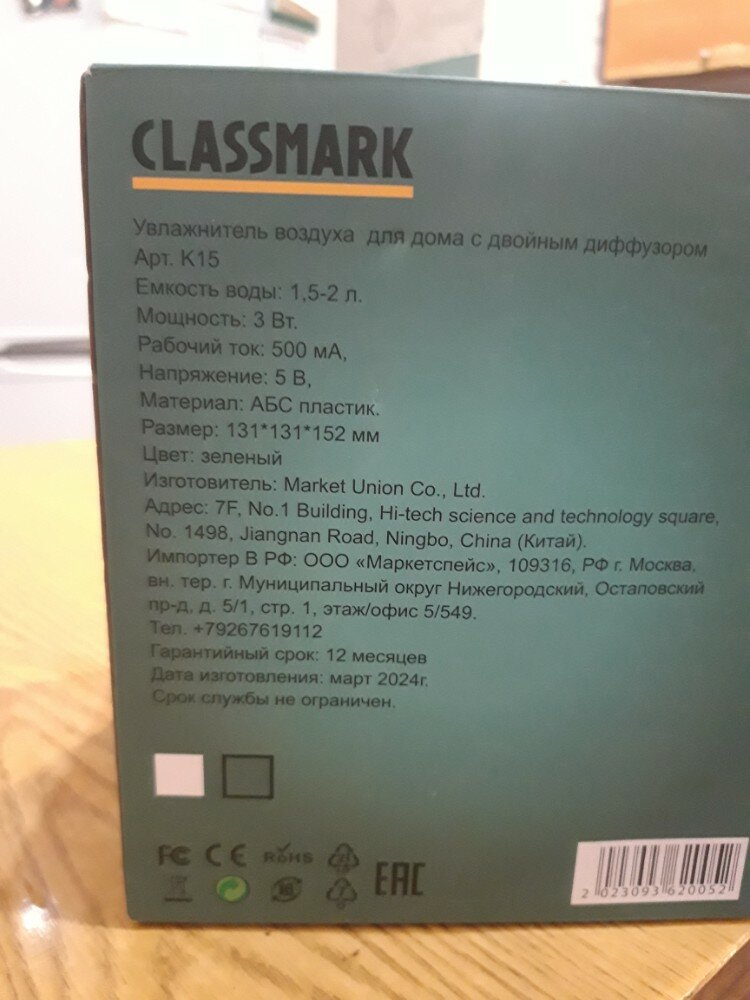 CLASSMARK
Увлажнитель воздуха для дома с двойным диффузором
Арт. K15
Емкость воды: 1,5-2 л.
Мощность: 3 Вт.
Рабочий ток: 500 мА,
Напряжение: 5 В,
Материал: АБС пластик.
Размер: 131*131*152 мм
Цвет: зеленый
Изготовитель: Market Union Co., Ltd.
Адрес: 7F, No.1 Building, Hi-tech science and technology square,
No. 1498, Jiangnan Road, Ningbo, China (Китай).
Импортер В РФ: ООО «Маркетспейс», 109316, РФ г. Москва,
вн. тер. г. Муниципальный округ Нижегородский, Остаповский
пр-д, д. 5/1, стр. 1, этаж/офис 5/549.
Тел. +79267619112
Гарантийный срок: 12 месяцев
Дата изготовления: март 2024г.
Срок службы не ограничен.
FC CE RoHS
EAC
2 023093 620052